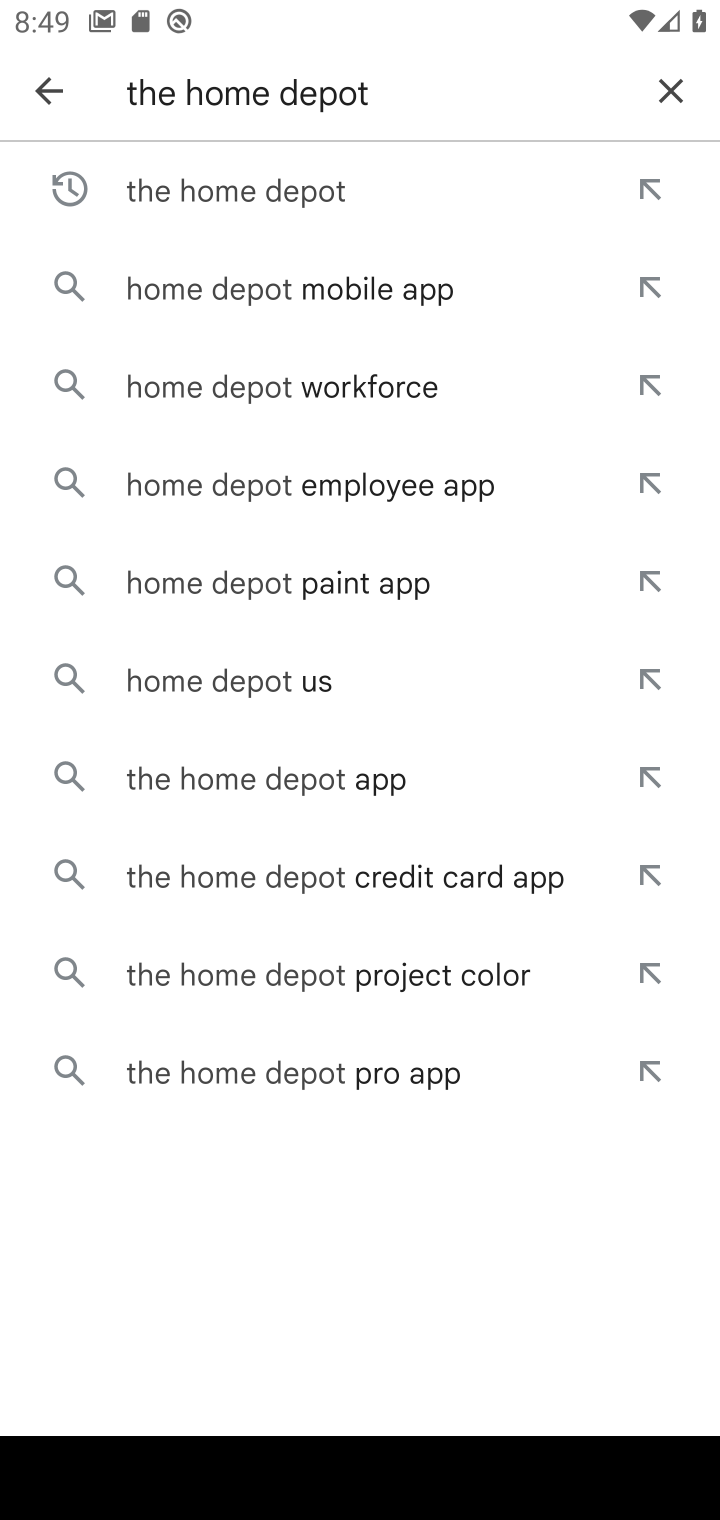 8:49
the home depot
the home depot
home depot mobile app
home depot workforce
home depot employee app
home depot paint app
home depot us
the home depot app
the home depot credit card app
the home depot project color
the home depot pro app